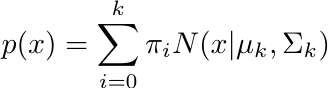 p(x) = \sum_{i=0}^{k} \pi_i N(x|\mu_k, \Sigma_k)